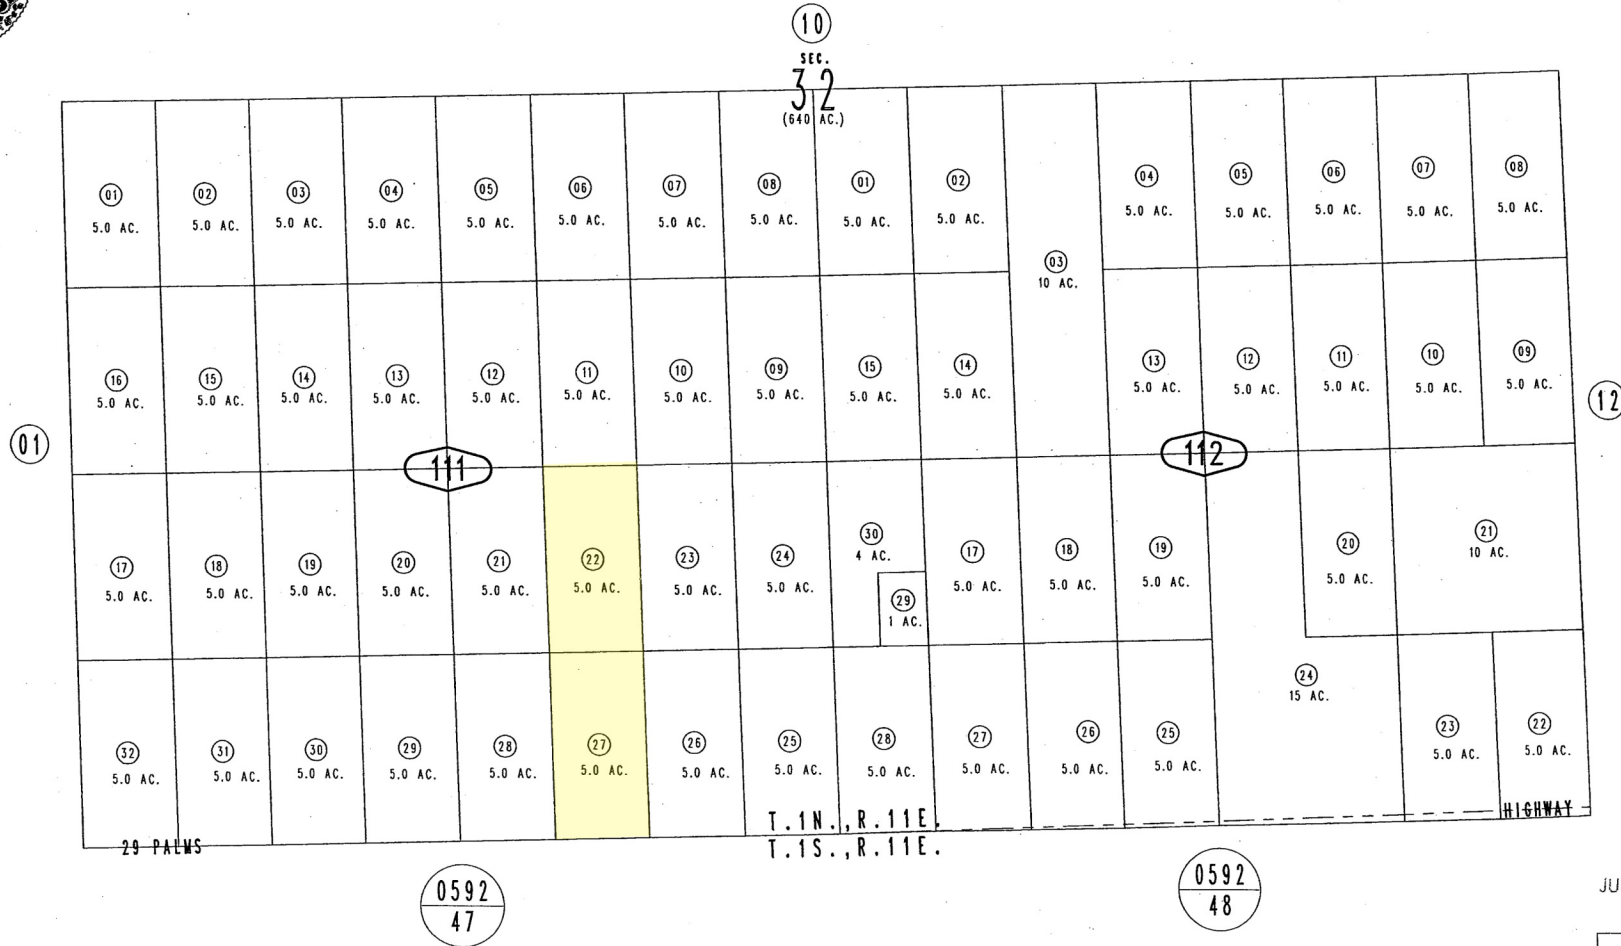 10
SEC.
32
(640 AC.)
01 02 03 04 05 06 07 08 01 02 04 05 06 07 08
5.0 AC. 5.0 AC. 5.0 AC. 5.0 AC. 5.0 AC. 5.0 AC. 5.0 AC. 5.0 AC. 5.0 AC. 5.0 AC. 5.0 AC. 5.0 AC. 5.0 AC. 5.0 AC. 5.0 AC.
03
10 AC.
16 15 14 13 12 11 10 09 15 14 13 12 11 10 09
5.0 AC. 5.0 AC. 5.0 AC. 5.0 AC. 5.0 AC. 5.0 AC. 5.0 AC. 5.0 AC. 5.0 AC. 5.0 AC. 5.0 AC. 5.0 AC. 5.0 AC. 5.0 AC. 5.0 AC.
01
12
111
112
17 18 19 20 21 22 23 24 30 17 18 19 20 21
5.0 AC. 5.0 AC. 5.0 AC. 5.0 AC. 5.0 AC. 5.0 AC. 5.0 AC. 5.0 AC. 4 AC. 5.0 AC. 5.0 AC. 5.0 AC. 5.0 AC. 10 AC.
29
1 AC.
24
15 AC.
32 31 30 29 28 27 26 25 28 27 26 25 23 22
5.0 AC. 5.0 AC. 5.0 AC. 5.0 AC. 5.0 AC. 5.0 AC. 5.0 AC. 5.0 AC. 5.0 AC. 5.0 AC. 5.0 AC. 5.0 AC. 5.0 AC. 5.0 AC.
29 PALMS
T.1N.,R.11E.
HIGHWAY
T.1S.,R.11E.
0592
47
0592
48
JU